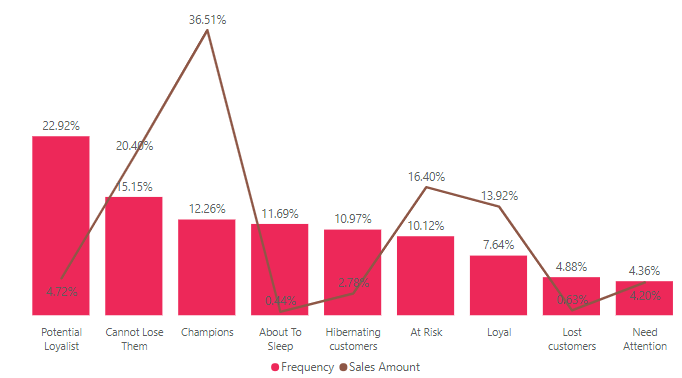 36.51%
22.92%
20.40%
15.15%
12.26%
11.69%
10.97%
16.40%
10.12%
13.92%
7.64%
4.88%
4.36%
4.72%
0.44%
2.78%
0.63%
4.20%
Potential Loyalist
Cannot Lose Them
Champions
About To Sleep
Hibernating customers
At Risk
Loyal
Lost customers
Need Attention
Frequency Sales Amount